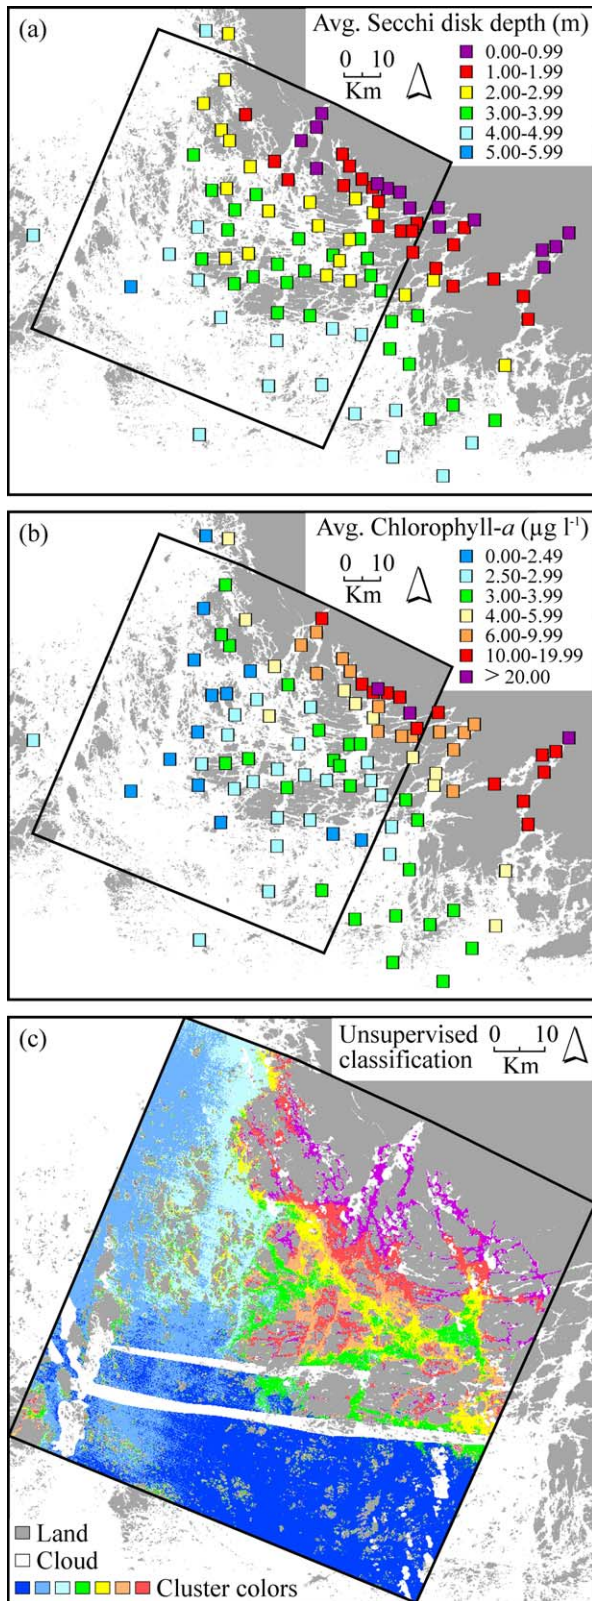 (a)
Avg. Secchi disk depth (m)
0 10
Km
0.00-0.99
1.00-1.99
2.00-2.99
3.00-3.99
4.00-4.99
5.00-5.99
(b)
Avg. Chlorophyll-a (µg l-1)
0 10
Km
0.00-2.49
2.50-2.99
3.00-3.99
4.00-5.99
6.00-9.99
10.00-19.99
> 20.00
(c)
Unsupervised
classification
0 10
Km
Land
Cloud
Cluster colors